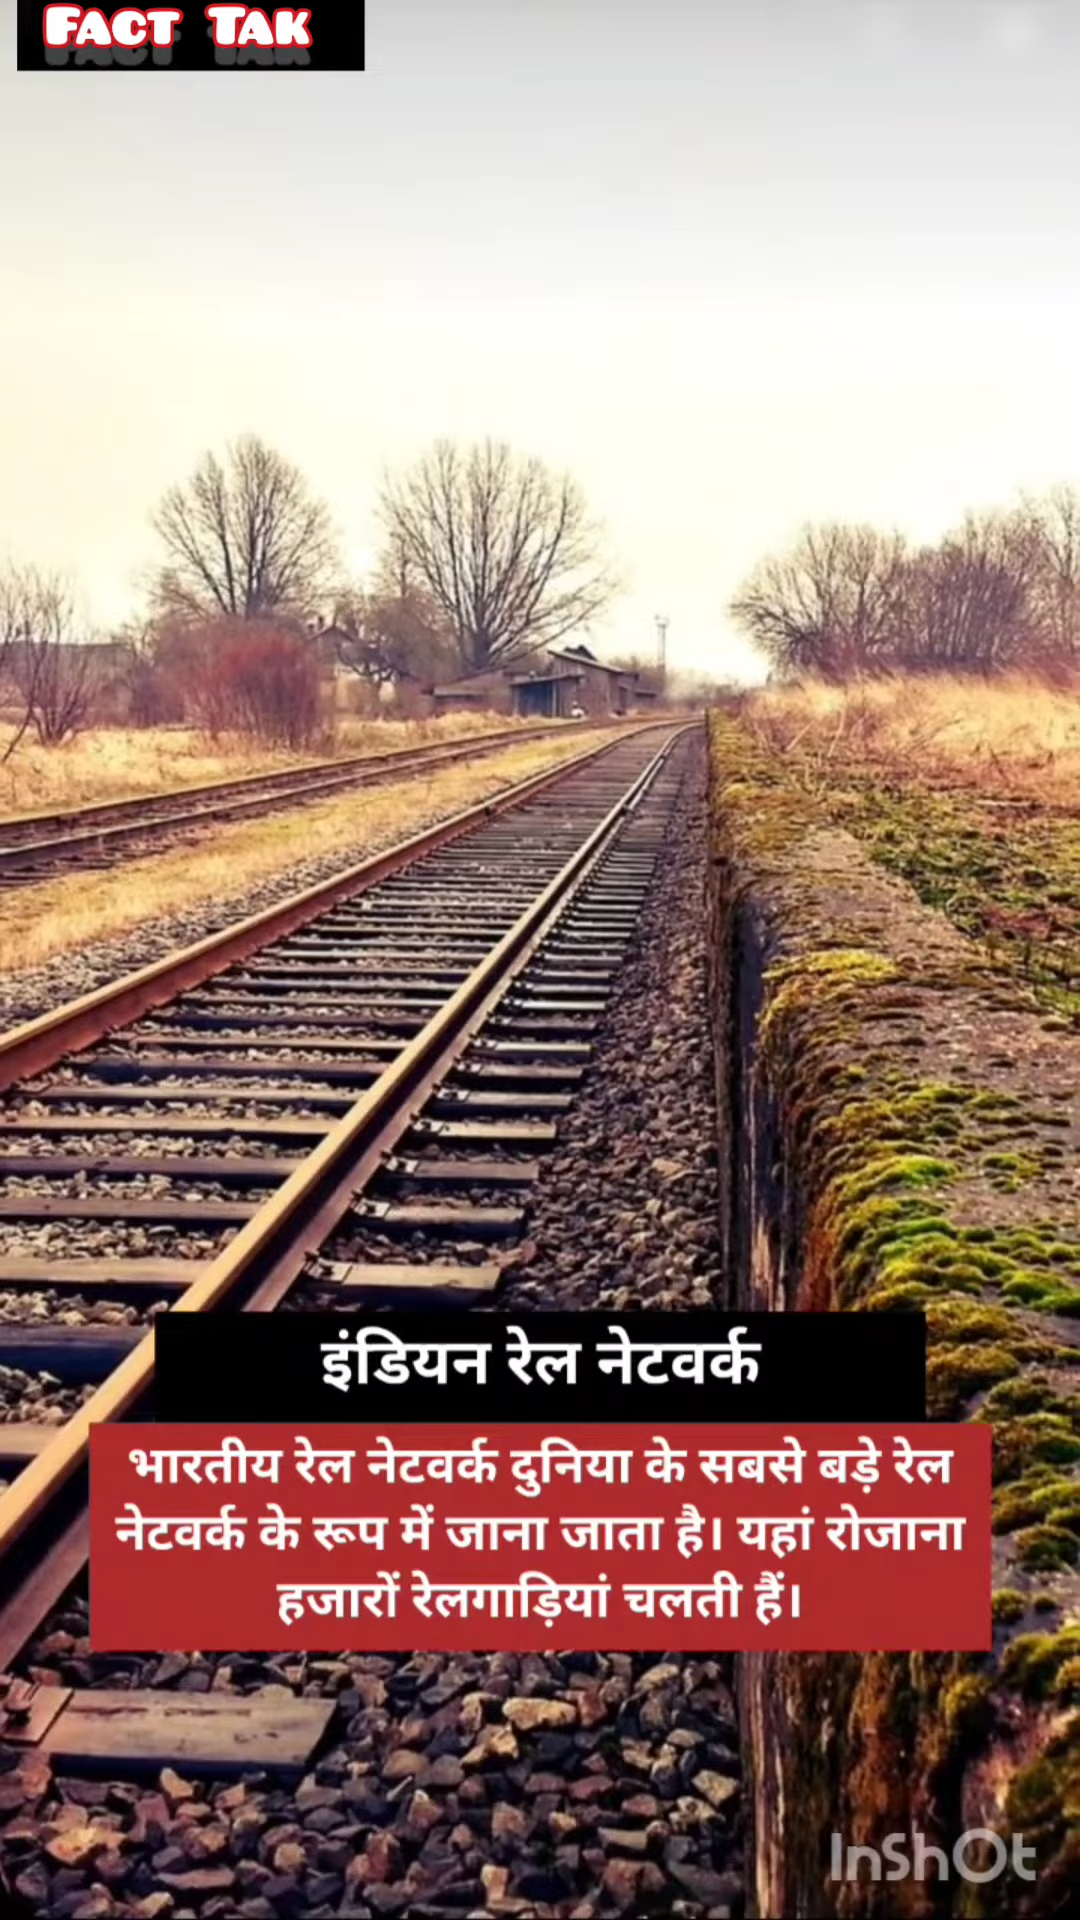 FACT TAK
इंडियन रेल नेटवर्क
भारतीय रेल नेटवर्क दुनिया के सबसे बड़े रेल
नेटवर्क के रूप में जाना जाता है। यहां रोजाना
हजारों रेलगाड़ियां चलती हैं।
InShOt